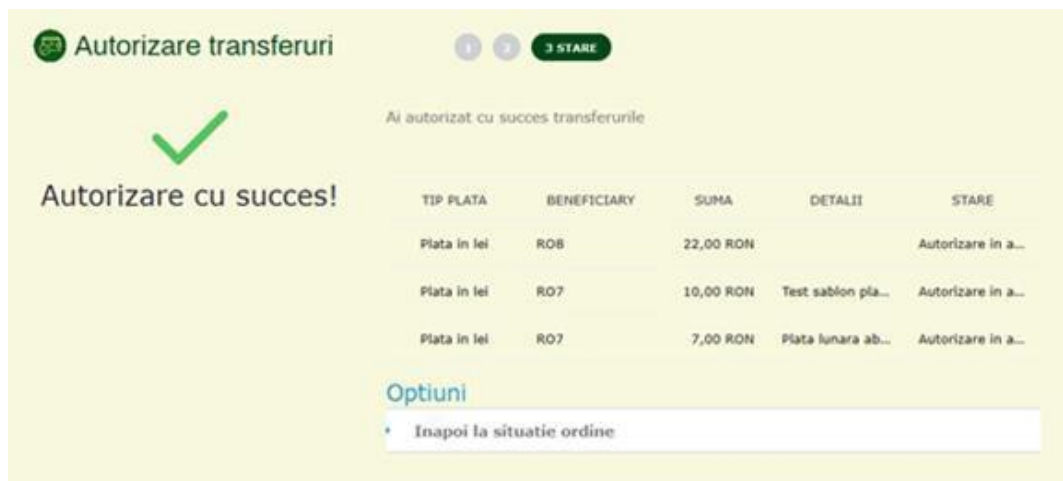 Autorizare transferuri
1 2 3 STARE
Ai autorizat cu succes transferurile
Autorizare cu succes!
TIP PLATA BENEFICIARY SUMA DETALII STARE
Plata in lei RO8 22,00 RON Autorizare in a...
Plata in lei RO7 10,00 RON Test sablon pla... Autorizare in a...
Plata in lei RO7 7,00 RON Plata lunara ab... Autorizare in a...
Optiuni
Inapoi la situatie ordine